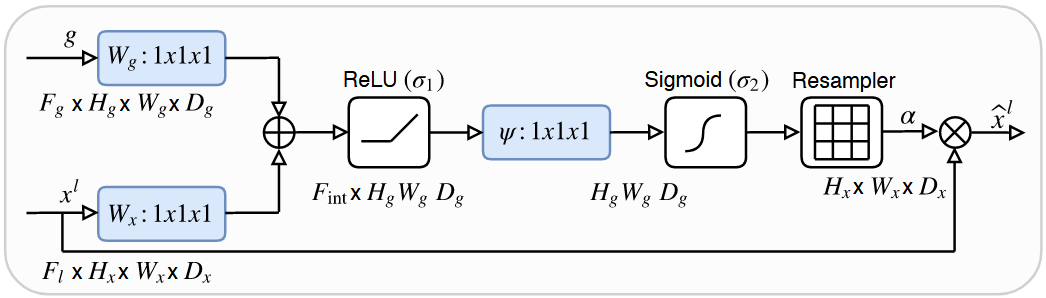 g
W_g : 1x1x1
F_g x H_g x W_g x D_g
ReLU (σ_1)
Sigmoid (σ_2)
Resampler
ψ : 1x1x1
α
x̂^l
F_int x H_g W_g D_g
H_g W_g D_g
H_x x W_x x D_x
x^l
W_x : 1x1x1
F_l x H_x x W_x x D_x